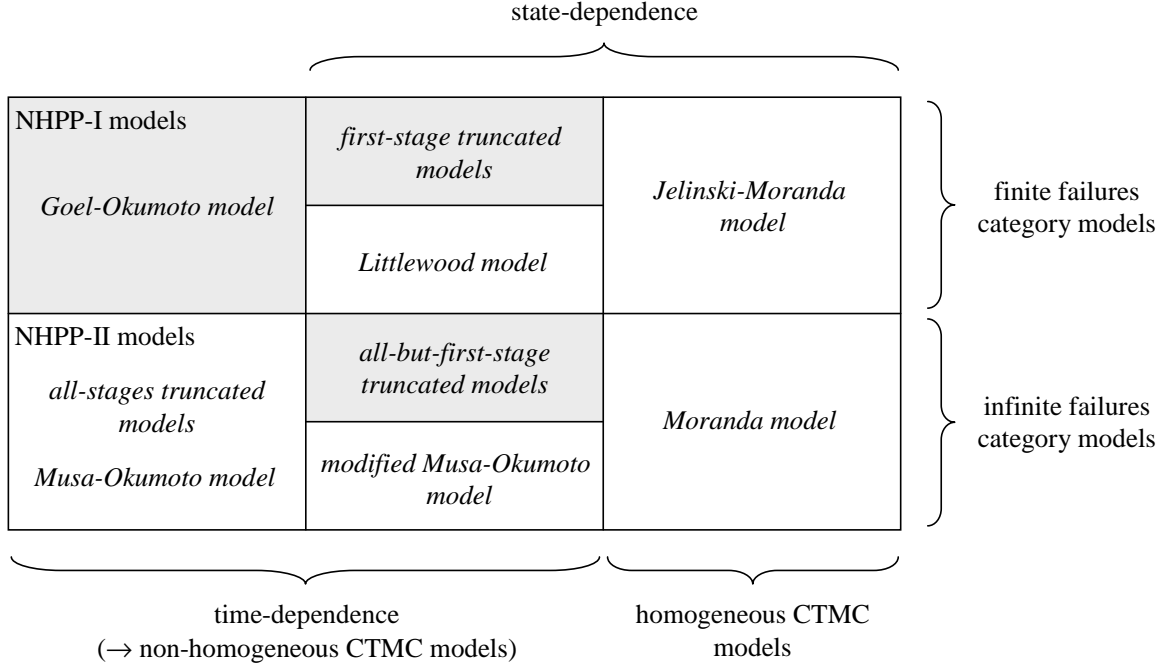 state-dependence
NHPP-I models
Goel-Okumoto model
first-stage truncated
models
Littlewood model
Jelinski-Moranda
model
finite failures
category models
NHPP-II models
all-stages truncated
models
Musa-Okumoto model
all-but-first-stage
truncated models
modified Musa-Okumoto
model
Moranda model
infinite failures
category models
time-dependence
(→ non-homogeneous CTMC models)
homogeneous CTMC
models